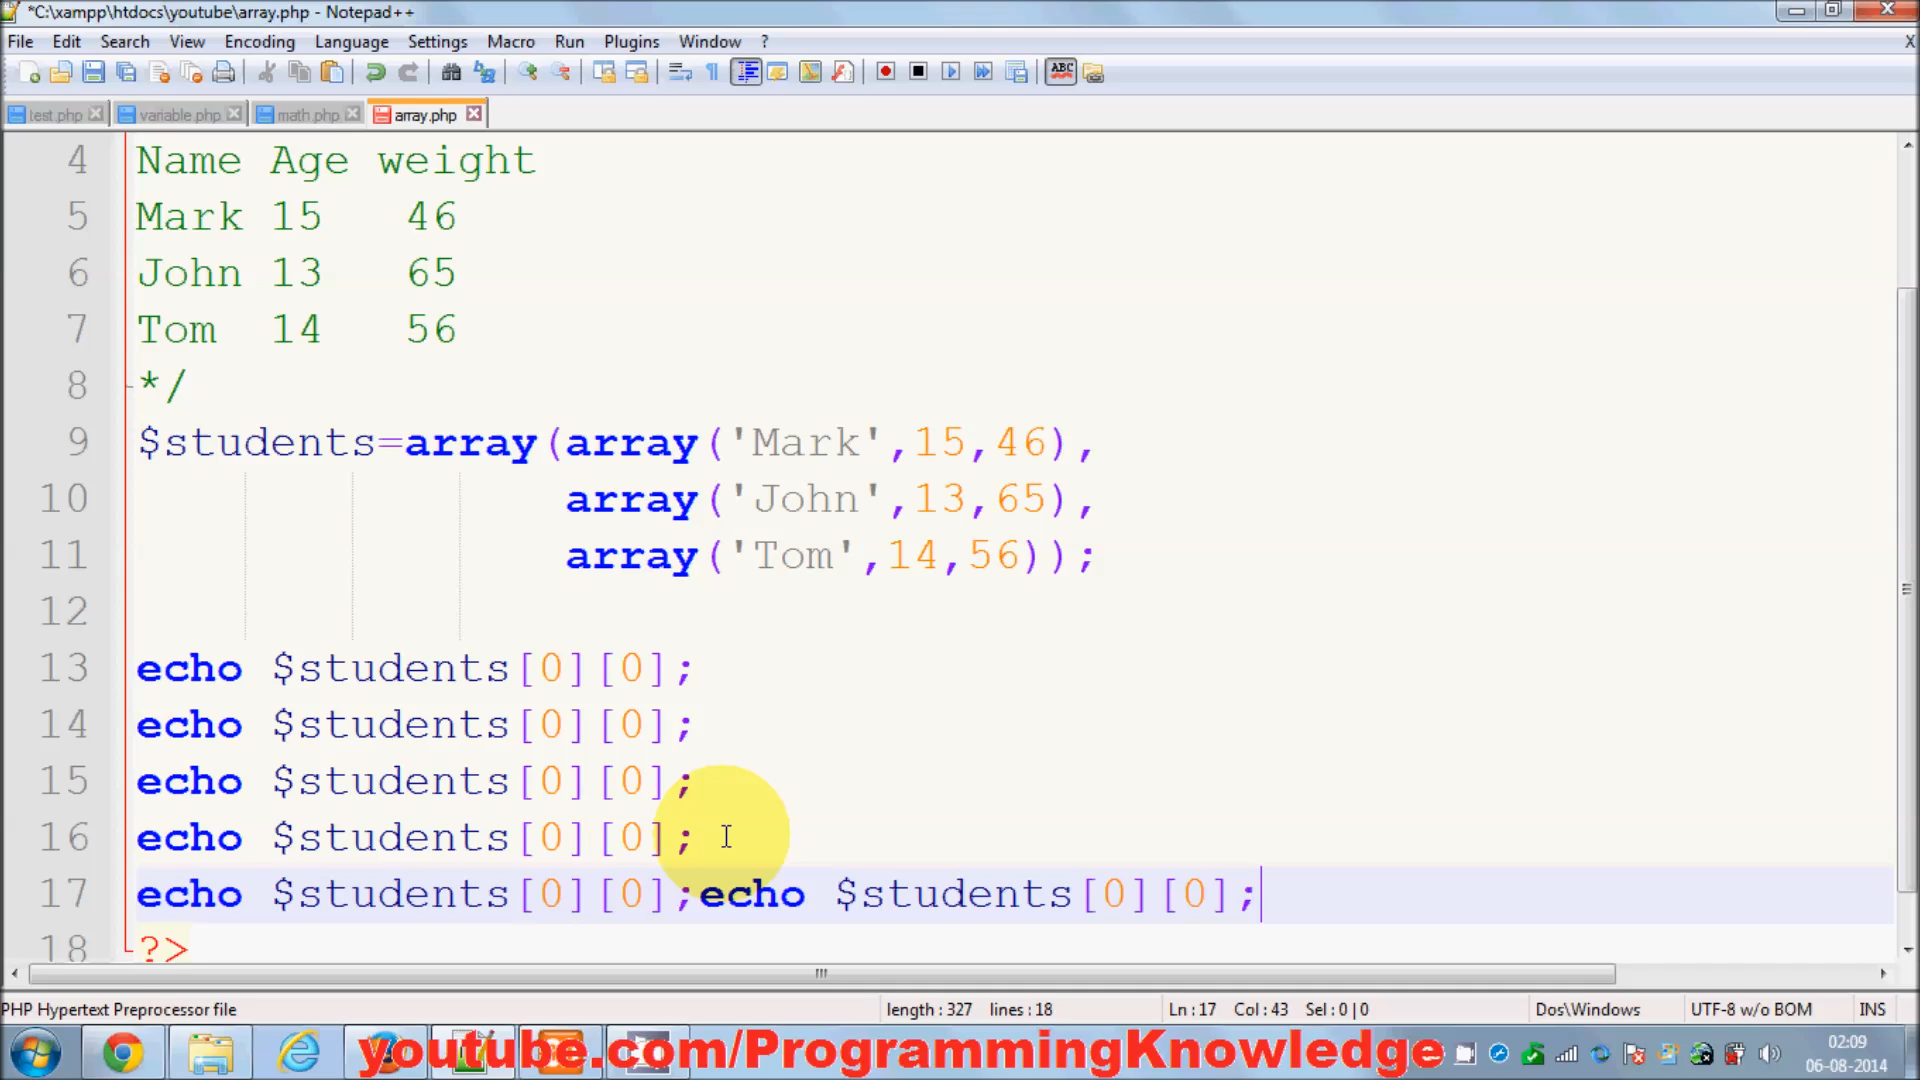 *C:\xampp\htdocs\youtube\array.php - Notepad++
File Edit Search View Encoding Language Settings Macro Run Plugins Window ? X
test.php variable.php math.php array.php
4 Name Age weight
5 Mark 15 46
6 John 13 65
7 Tom 14 56
8 */
9 $students=array(array('Mark',15,46),
10 array('John',13,65),
11 array('Tom',14,56));
12
13 echo $students[0][0];
14 echo $students[0][0];
15 echo $students[0][0];
16 echo $students[0][0];
17 echo $students[0][0];echo $students[0][0];
18 ?>
PHP Hypertext Preprocessor file length : 327 lines : 18 Ln : 17 Col : 43 Sel : 0 | 0 Dos\Windows UTF-8 w/o BOM INS
youtube.com/ProgrammingKnowledge
02:09
06-08-2014